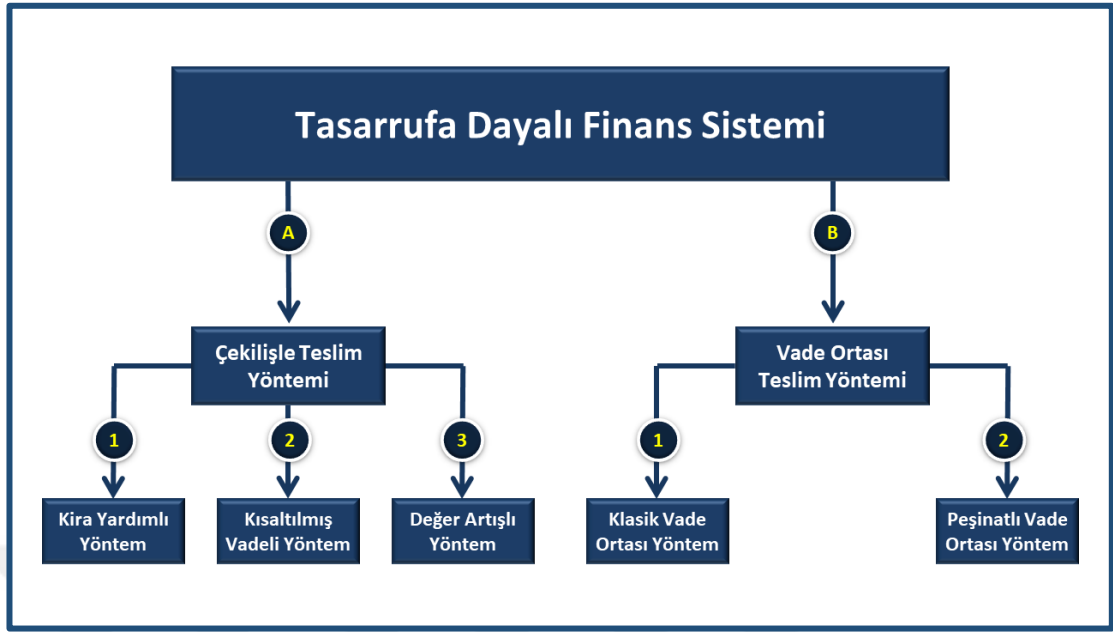 Tasarrufa Dayalı Finans Sistemi
A
B
Çekilişle Teslim
Yöntemi
Vade Ortası
Teslim Yöntemi
1
2
3
1
2
Kira Yardımlı
Yöntem
Kısaltılmış
Vadeli Yöntem
Değer Artışlı
Yöntem
Klasik Vade
Ortası Yöntem
Peşinatlı Vade
Ortası Yöntem